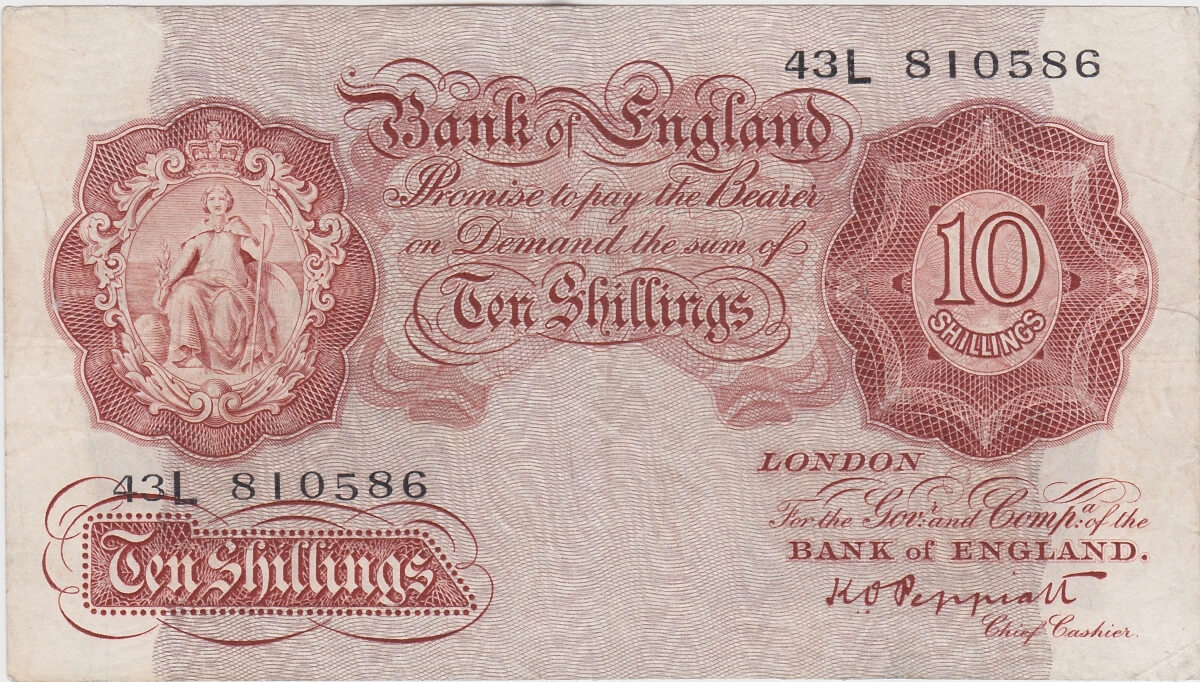 43L 810586
Bank of England
Promise to pay the Bearer
on Demand the sum of
Ten Shillings
10
SHILLINGS
43L 810586
Ten Shillings
LONDON
For the Govr. and Compa. of the
BANK of ENGLAND.
K O Peppiatt
Chief Cashier.